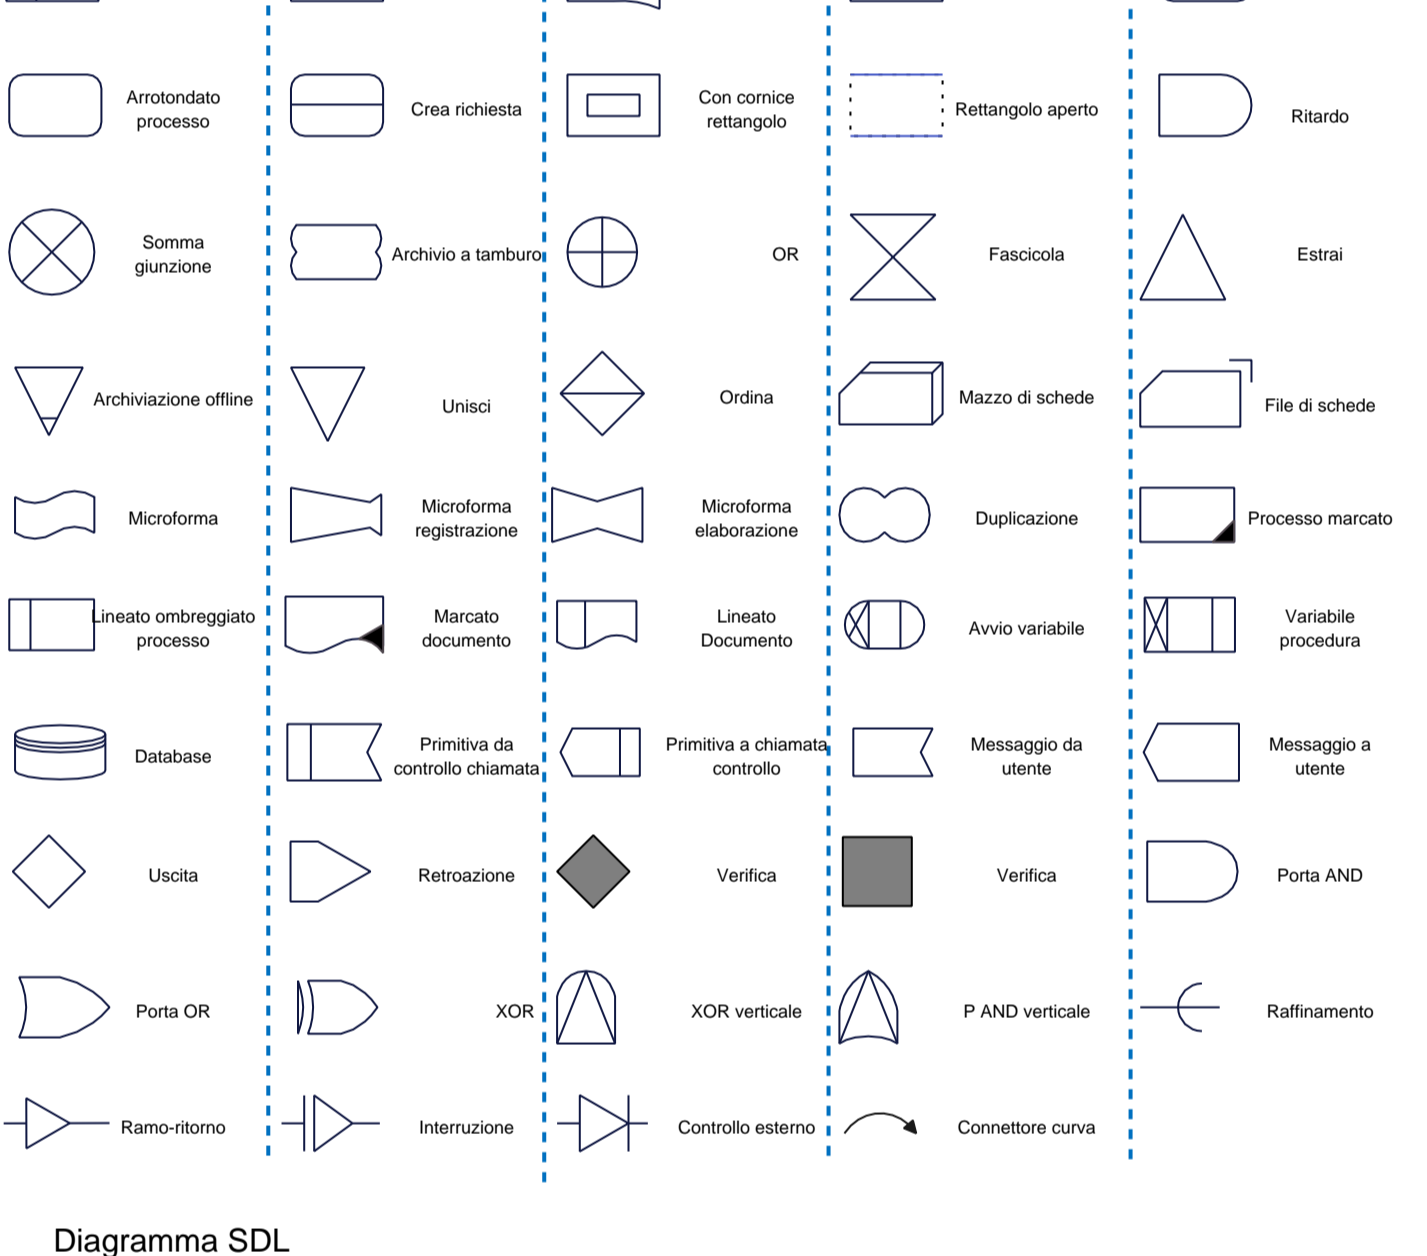 Arrotondato
processo
Crea richiesta
Con cornice
rettangolo
Rettangolo aperto
Ritardo
Somma
giunzione
Archivio a tamburo
OR
Fascicola
Estrai
Archiviazione offline
Unisci
Ordina
Mazzo di schede
File di schede
Microforma
Microforma
registrazione
Microforma
elaborazione
Duplicazione
Processo marcato
Lineato ombreggiato
processo
Marcato
documento
Lineato
Documento
Avvio variabile
Variabile
procedura
Database
Primitiva da
controllo chiamata
Primitiva a chiamata
controllo
Messaggio da
utente
Messaggio a
utente
Uscita
Retroazione
Verifica
Verifica
Porta AND
Porta OR
XOR
XOR verticale
P AND verticale
Raffinamento
Ramo-ritorno
Interruzione
Controllo esterno
Connettore curva
Diagramma SDL